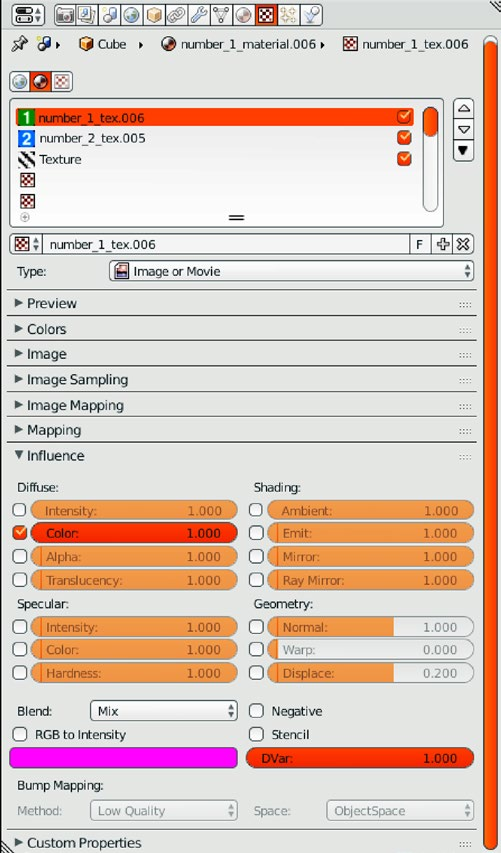 Cube number_1_material.006 number_1_tex.006
1 number_1_tex.006
2 number_2_tex.005
Texture
number_1_tex.006 F
Type: Image or Movie
Preview
Colors
Image
Image Sampling
Image Mapping
Mapping
Influence
Diffuse: Shading:
Intensity: 1.000 Ambient: 1.000
Color: 1.000 Emit: 1.000
Alpha: 1.000 Mirror: 1.000
Translucency: 1.000 Ray Mirror: 1.000
Specular: Geometry:
Intensity: 1.000 Normal: 1.000
Color: 1.000 Warp: 0.000
Hardness: 1.000 Displace: 0.200
Blend: Mix Negative
RGB to Intensity Stencil
DVar: 1.000
Bump Mapping:
Method: Low Quality Space: ObjectSpace
Custom Properties